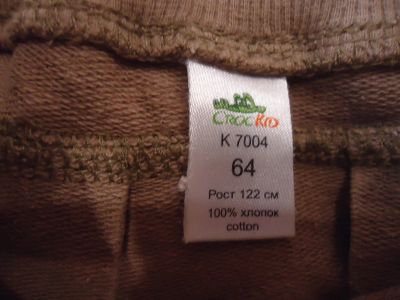 CROCKID
K 7004
64
Рост 122 см
100% хлопок
cotton